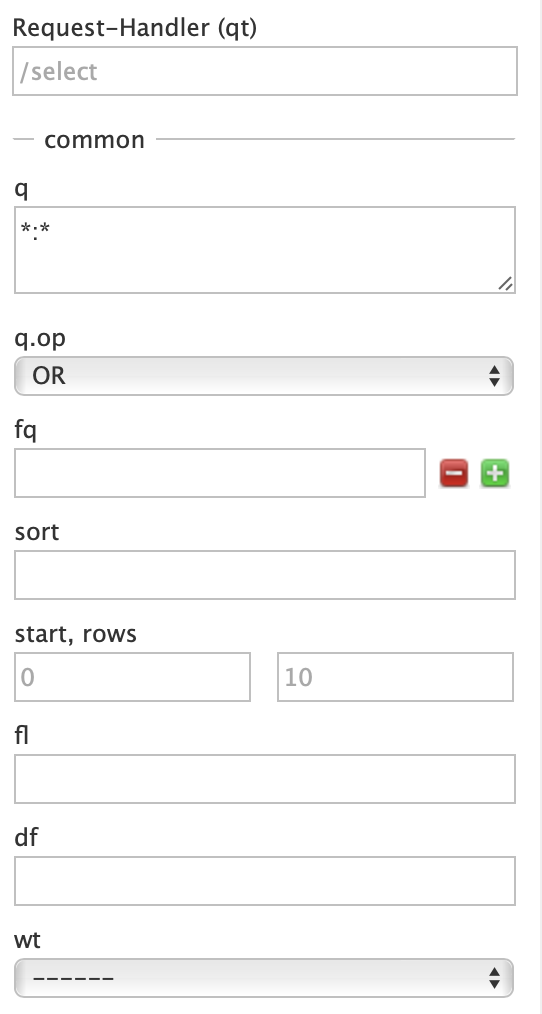 Request-Handler (qt)
/select
common
q
*:*
q.op
OR
fq
sort
start, rows
0 10
fl
df
wt
------